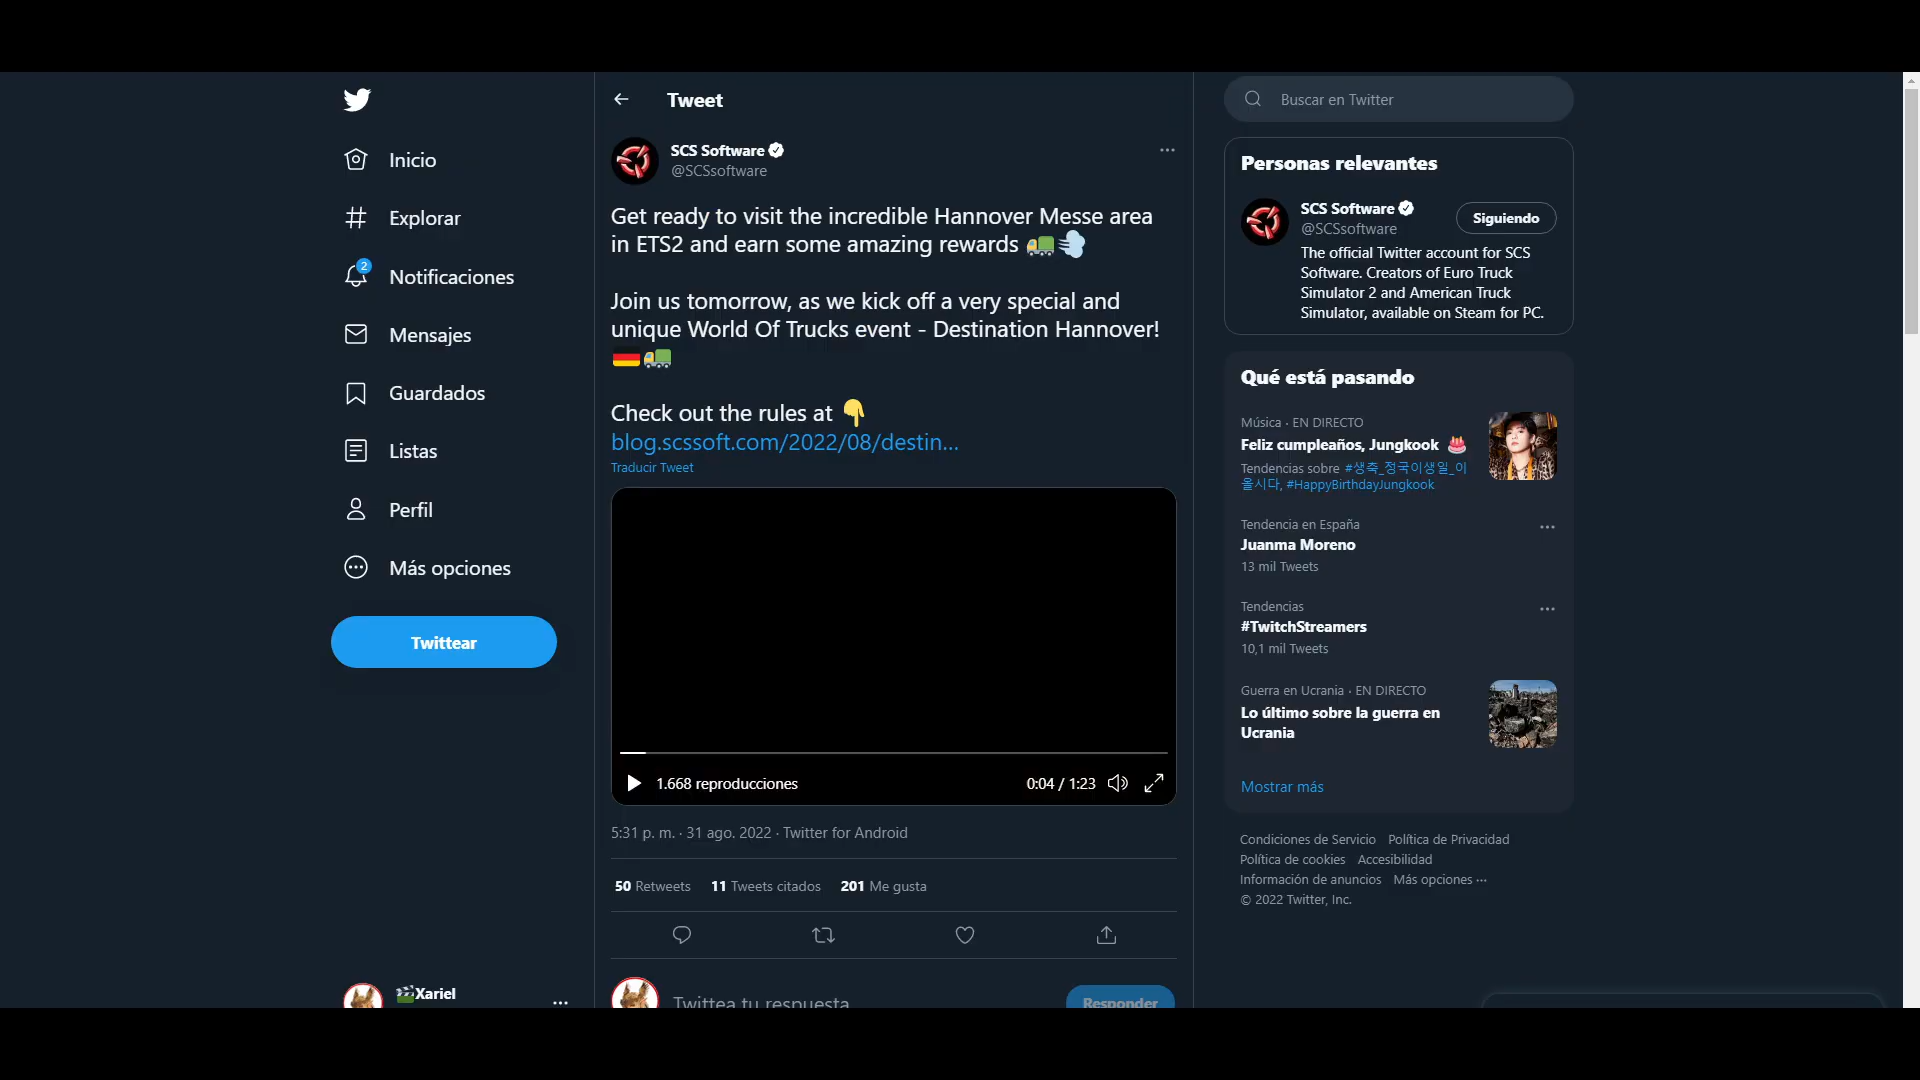 Inicio
Explorar
2
Notificaciones
Mensajes
Guardados
Listas
Perfil
Más opciones
Twittear
Xariel
Tweet
SCS Software
@SCSsoftware
Get ready to visit the incredible Hannover Messe area
in ETS2 and earn some amazing rewards 🚛💨
Join us tomorrow, as we kick off a very special and
unique World Of Trucks event - Destination Hannover!
🇩🇪🚛
Check out the rules at 👇
blog.scssoft.com/2022/08/destin...
Traducir Tweet
1.668 reproducciones
0:04 / 1:23
5:31 p. m. · 31 ago. 2022 · Twitter for Android
50 Retweets 11 Tweets citados 201 Me gusta
Twittea tu respuesta
Responder
Buscar en Twitter
Personas relevantes
SCS Software
@SCSsoftware
Siguiendo
The official Twitter account for SCS
Software. Creators of Euro Truck
Simulator 2 and American Truck
Simulator, available on Steam for PC.
Qué está pasando
Música · EN DIRECTO
Feliz cumpleaños, Jungkook 🎂
Tendencias sobre #생축_정국이생일_이
올시다, #HappyBirthdayJungkook
Tendencia en España
Juanma Moreno
13 mil Tweets
Tendencias
#TwitchStreamers
10,1 mil Tweets
Guerra en Ucrania · EN DIRECTO
Lo último sobre la guerra en
Ucrania
Mostrar más
Condiciones de Servicio Política de Privacidad
Política de cookies Accesibilidad
Información de anuncios Más opciones ···
© 2022 Twitter, Inc.